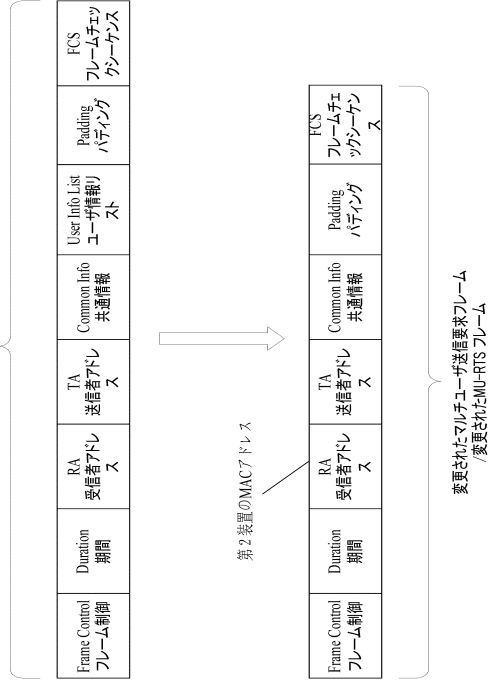 Frame Control
フレーム制御
Duration
期間
RA
受信者アドレ
ス
TA
送信者アドレ
ス
Common Info
共通情報
User Info List
ユーザ情報リ
スト
Padding
パディング
FCS
フレームチェッ
クシーケンス
第2装置のMACアドレス
Frame Control
フレーム制御
Duration
期間
RA
受信者アドレ
ス
TA
送信者アドレ
ス
Common Info
共通情報
Padding
パディング
FCS
フレームチェ
ックシーケン
ス
変更されたマルチユーザ送信要求フレーム
/変更されたMU-RTS フレーム